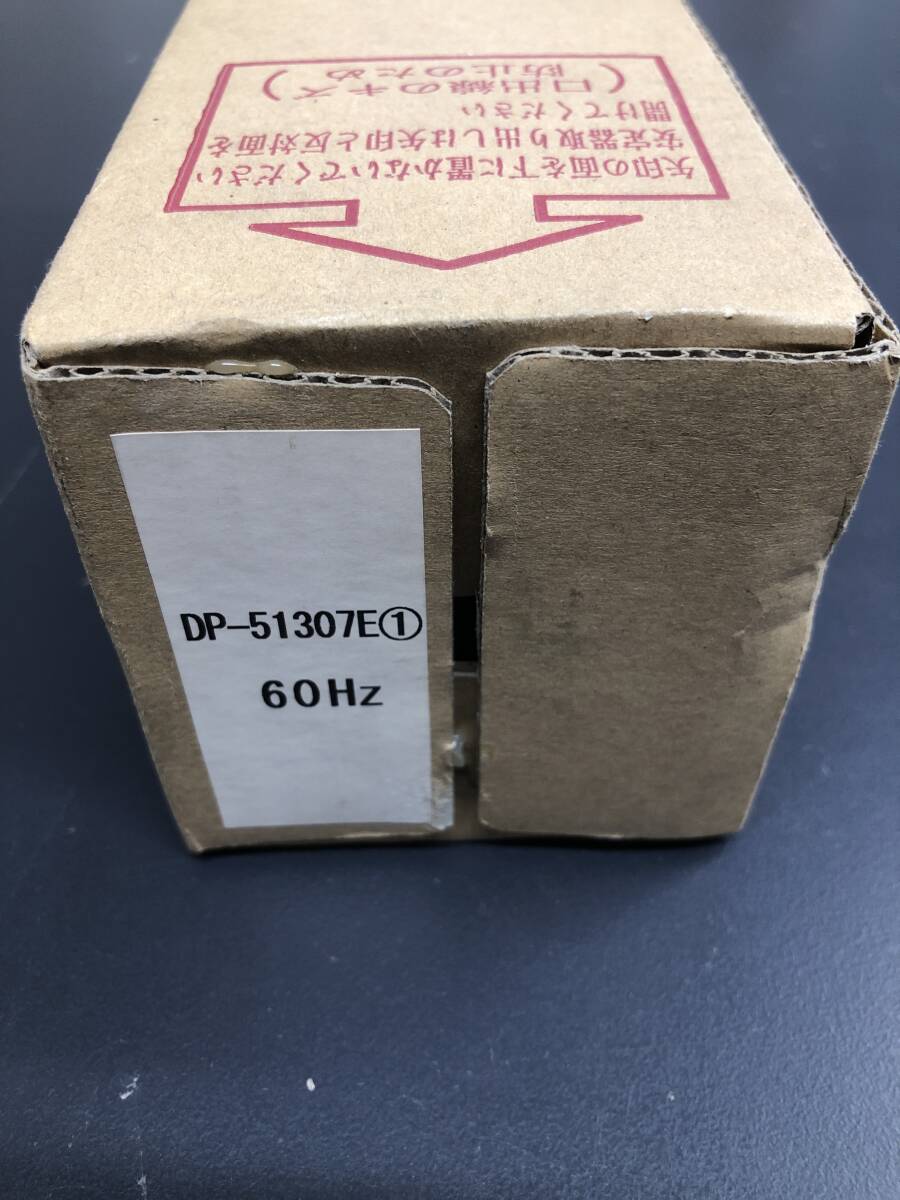 矢印の面を下に置かないでください
安定器取り出しは矢印と反対面を
開けてください
(口出線のキズ
防止のため)
DP-51307E①
60Hz